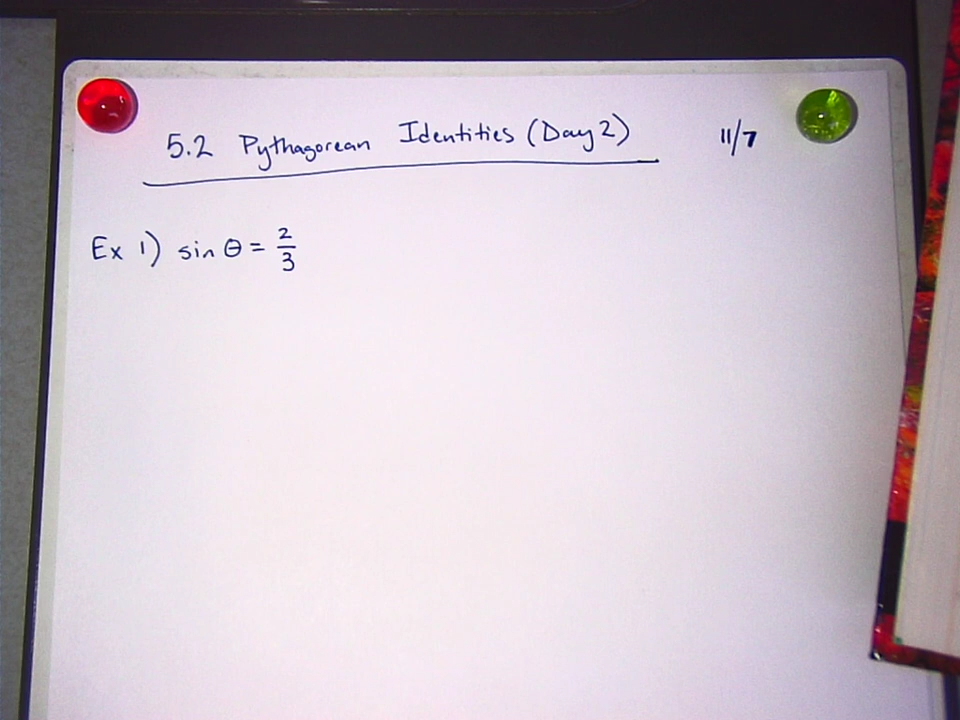 5.2 Pythagorean Identities (Day 2) 11/7
Ex 1) sin θ = 2/3